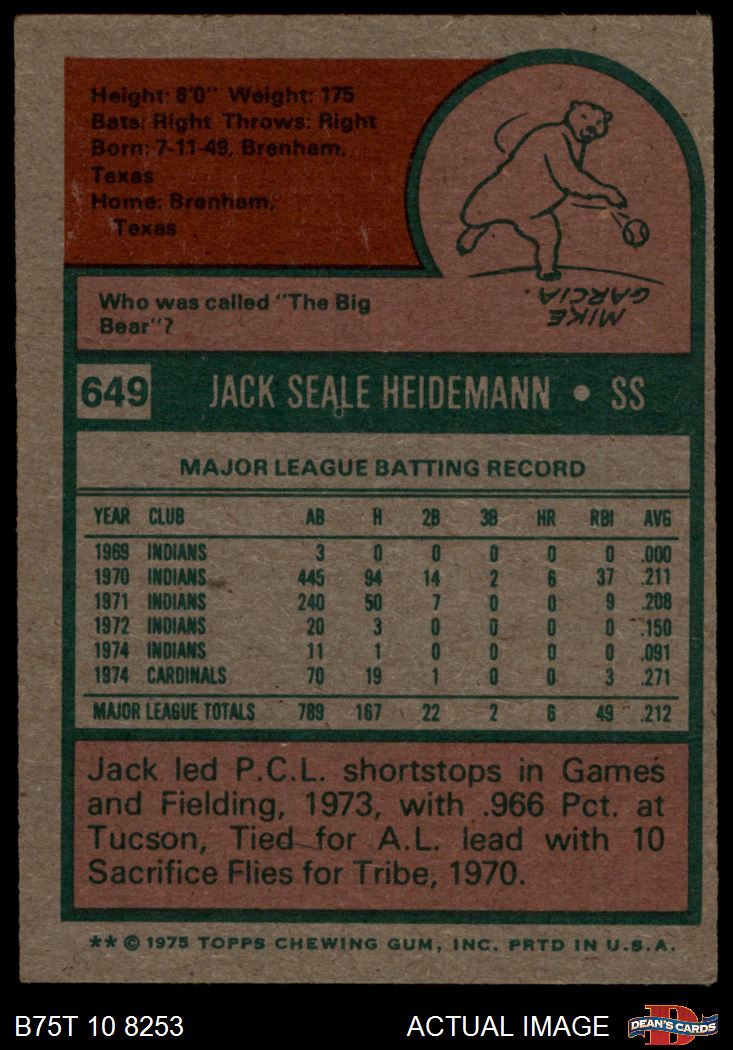 Height: 6'0" Weight: 175
Bats: Right Throws: Right
Born: 7-11-49, Brenham,
Texas
Home: Brenham,
Texas
MIKE
GARCIA.
Who was called "The Big
Bear"?
649 JACK SEALE HEIDEMANN • SS
MAJOR LEAGUE BATTING RECORD
YEAR CLUB AB H 2B 3B HR RBI AVG
1969 INDIANS 3 0 0 0 0 0 .000
1970 INDIANS 445 94 14 2 6 37 .211
1971 INDIANS 240 50 7 0 0 9 .208
1972 INDIANS 20 3 0 0 0 0 .150
1974 INDIANS 11 1 0 0 0 0 .091
1974 CARDINALS 70 19 1 0 0 3 .271
MAJOR LEAGUE TOTALS 789 167 22 2 6 49 .212
Jack led P.C.L. shortstops in Games
and Fielding, 1973, with .966 Pct. at
Tucson, Tied for A.L. lead with 10
Sacrifice Flies for Tribe, 1970.
** © 1975 TOPPS CHEWING GUM, INC. PRTD IN U.S.A.
B75T 10 8253 ACTUAL IMAGE D DEAN'S CARDS